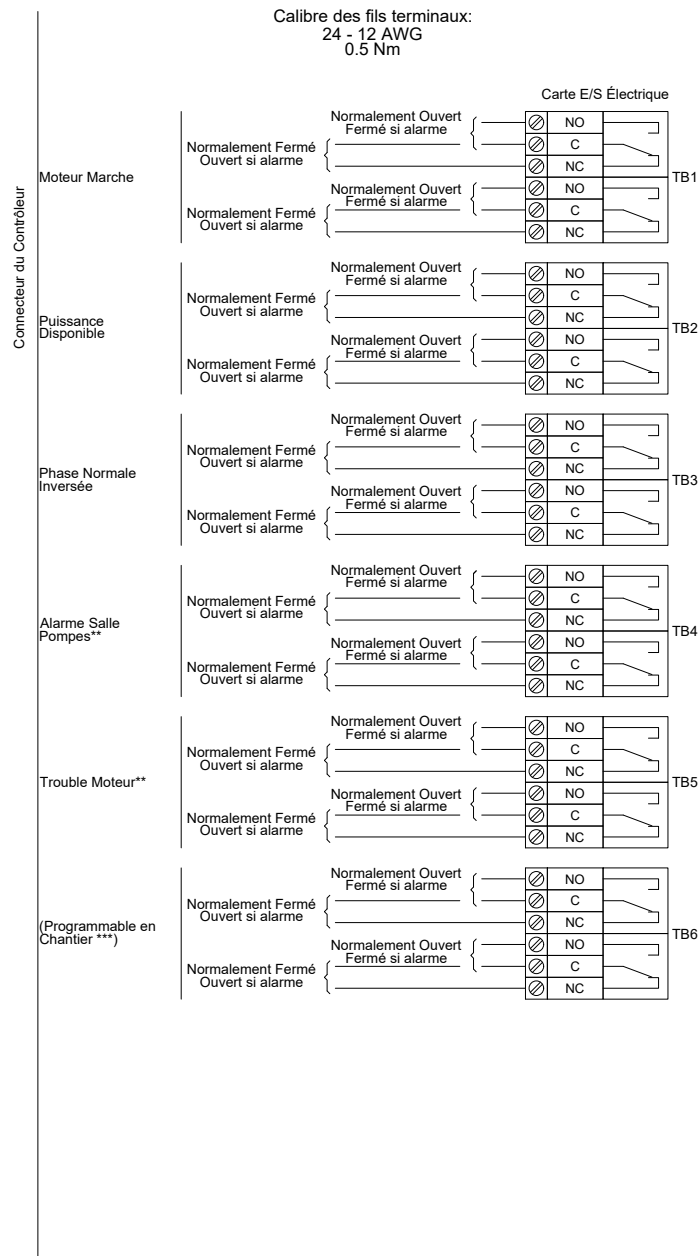 Calibre des fils terminaux:
24 - 12 AWG
0.5 Nm
Carte E/S Électrique
Connecteur du Contrôleur
Moteur Marche
Normalement Ouvert
Fermé si alarme
Normalement Fermé
Ouvert si alarme
NO
C
NC
Normalement Ouvert
Fermé si alarme
Normalement Fermé
Ouvert si alarme
NO
C
NC
TB1
Puissance
Disponible
Normalement Ouvert
Fermé si alarme
Normalement Fermé
Ouvert si alarme
NO
C
NC
Normalement Ouvert
Fermé si alarme
Normalement Fermé
Ouvert si alarme
NO
C
NC
TB2
Phase Normale
Inversée
Normalement Ouvert
Fermé si alarme
Normalement Fermé
Ouvert si alarme
NO
C
NC
Normalement Ouvert
Fermé si alarme
Normalement Fermé
Ouvert si alarme
NO
C
NC
TB3
Alarme Salle
Pompes**
Normalement Ouvert
Fermé si alarme
Normalement Fermé
Ouvert si alarme
NO
C
NC
Normalement Ouvert
Fermé si alarme
Normalement Fermé
Ouvert si alarme
NO
C
NC
TB4
Trouble Moteur**
Normalement Ouvert
Fermé si alarme
Normalement Fermé
Ouvert si alarme
NO
C
NC
Normalement Ouvert
Fermé si alarme
Normalement Fermé
Ouvert si alarme
NO
C
NC
TB5
(Programmable en
Chantier ***)
Normalement Ouvert
Fermé si alarme
Normalement Fermé
Ouvert si alarme
NO
C
NC
Normalement Ouvert
Fermé si alarme
Normalement Fermé
Ouvert si alarme
NO
C
NC
TB6